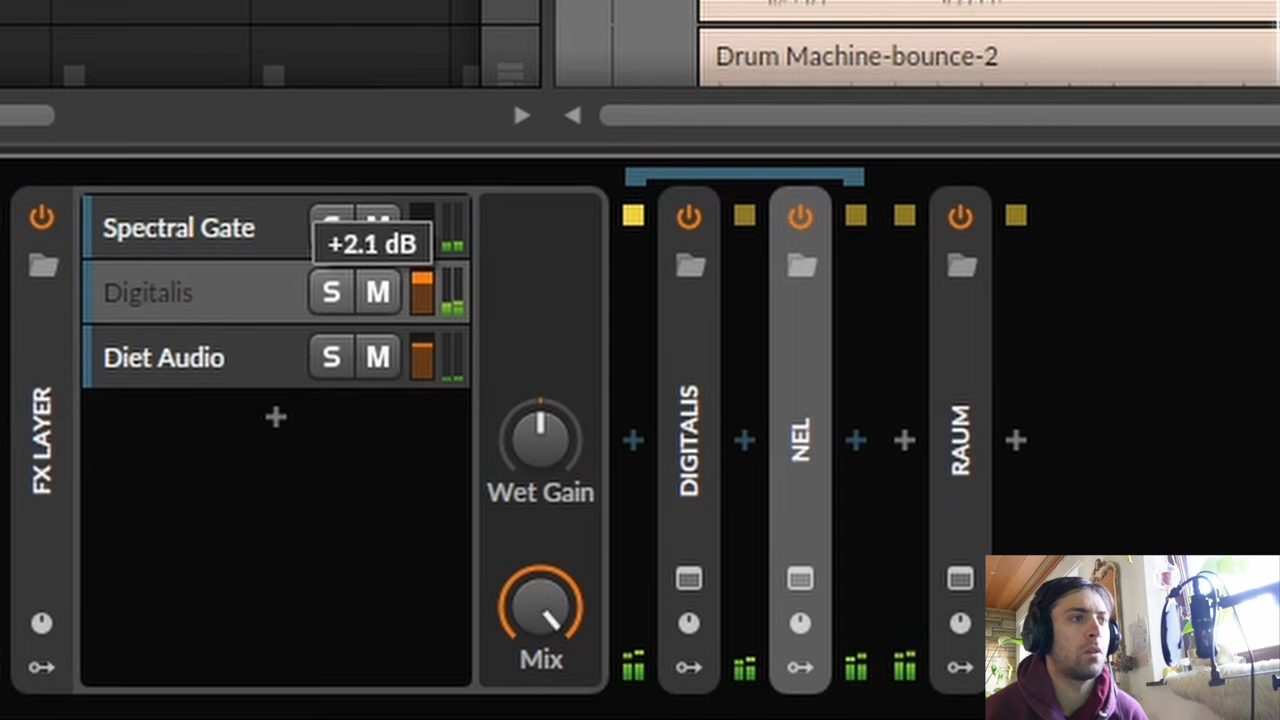 Drum Machine-bounce-2
Spectral Gate
+2.1 dB
Digitalis S M
Diet Audio S M
+
FX LAYER
Wet Gain
Mix
+ DIGITALIS + NEL + + RAUM +